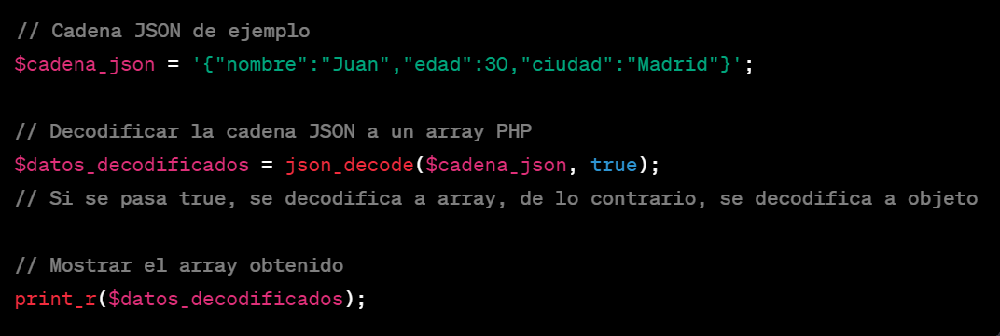 // Cadena JSON de ejemplo
$cadena_json = '{"nombre":"Juan","edad":30,"ciudad":"Madrid"}';
// Decodificar la cadena JSON a un array PHP
$datos_decodificados = json_decode($cadena_json, true);
// Si se pasa true, se decodifica a array, de lo contrario, se decodifica a objeto
// Mostrar el array obtenido
print_r($datos_decodificados);